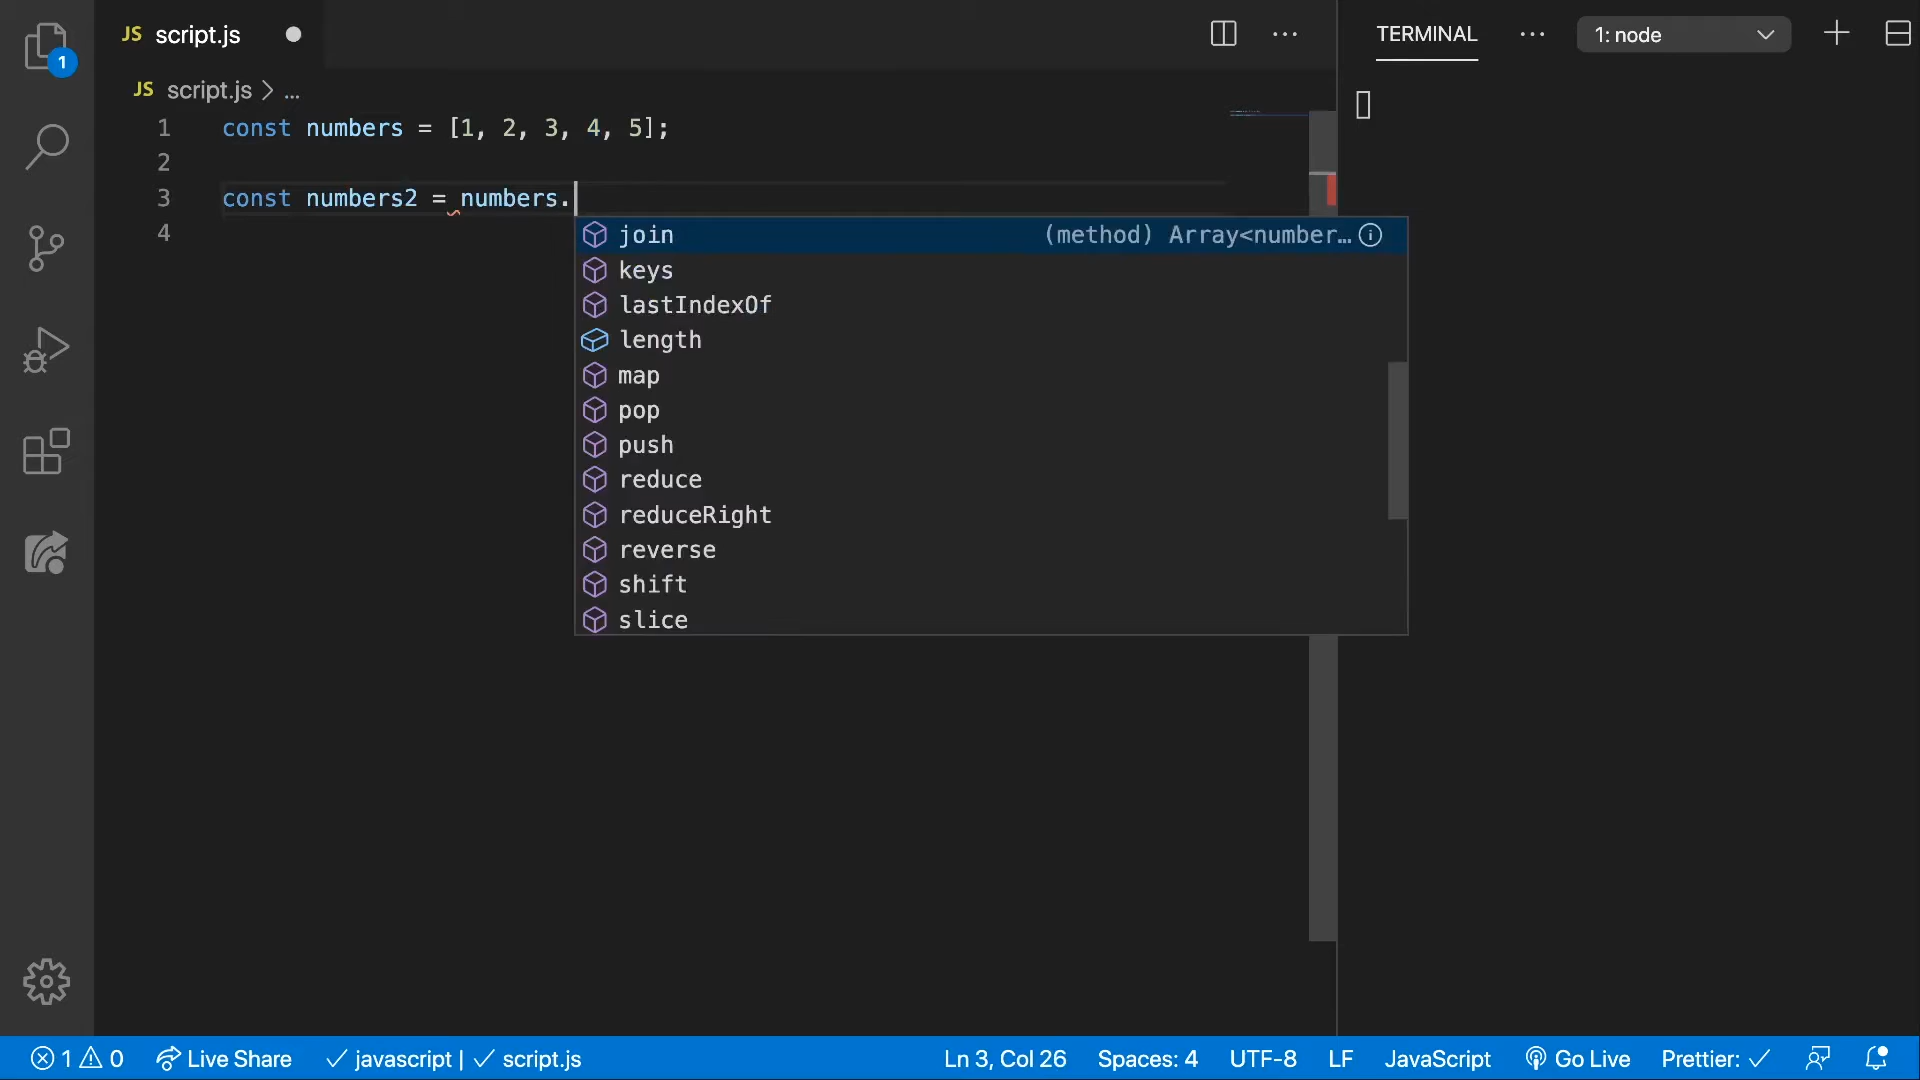 JS script.js
TERMINAL
1: node
1
JS script.js > ...
1 const numbers = [1, 2, 3, 4, 5];
2
3 const numbers2 = numbers.
4
join (method) Array<number…
keys
lastIndexOf
length
map
pop
push
reduce
reduceRight
reverse
shift
slice
1 0 Live Share javascript | script.js Ln 3, Col 26 Spaces: 4 UTF-8 LF JavaScript Go Live Prettier: